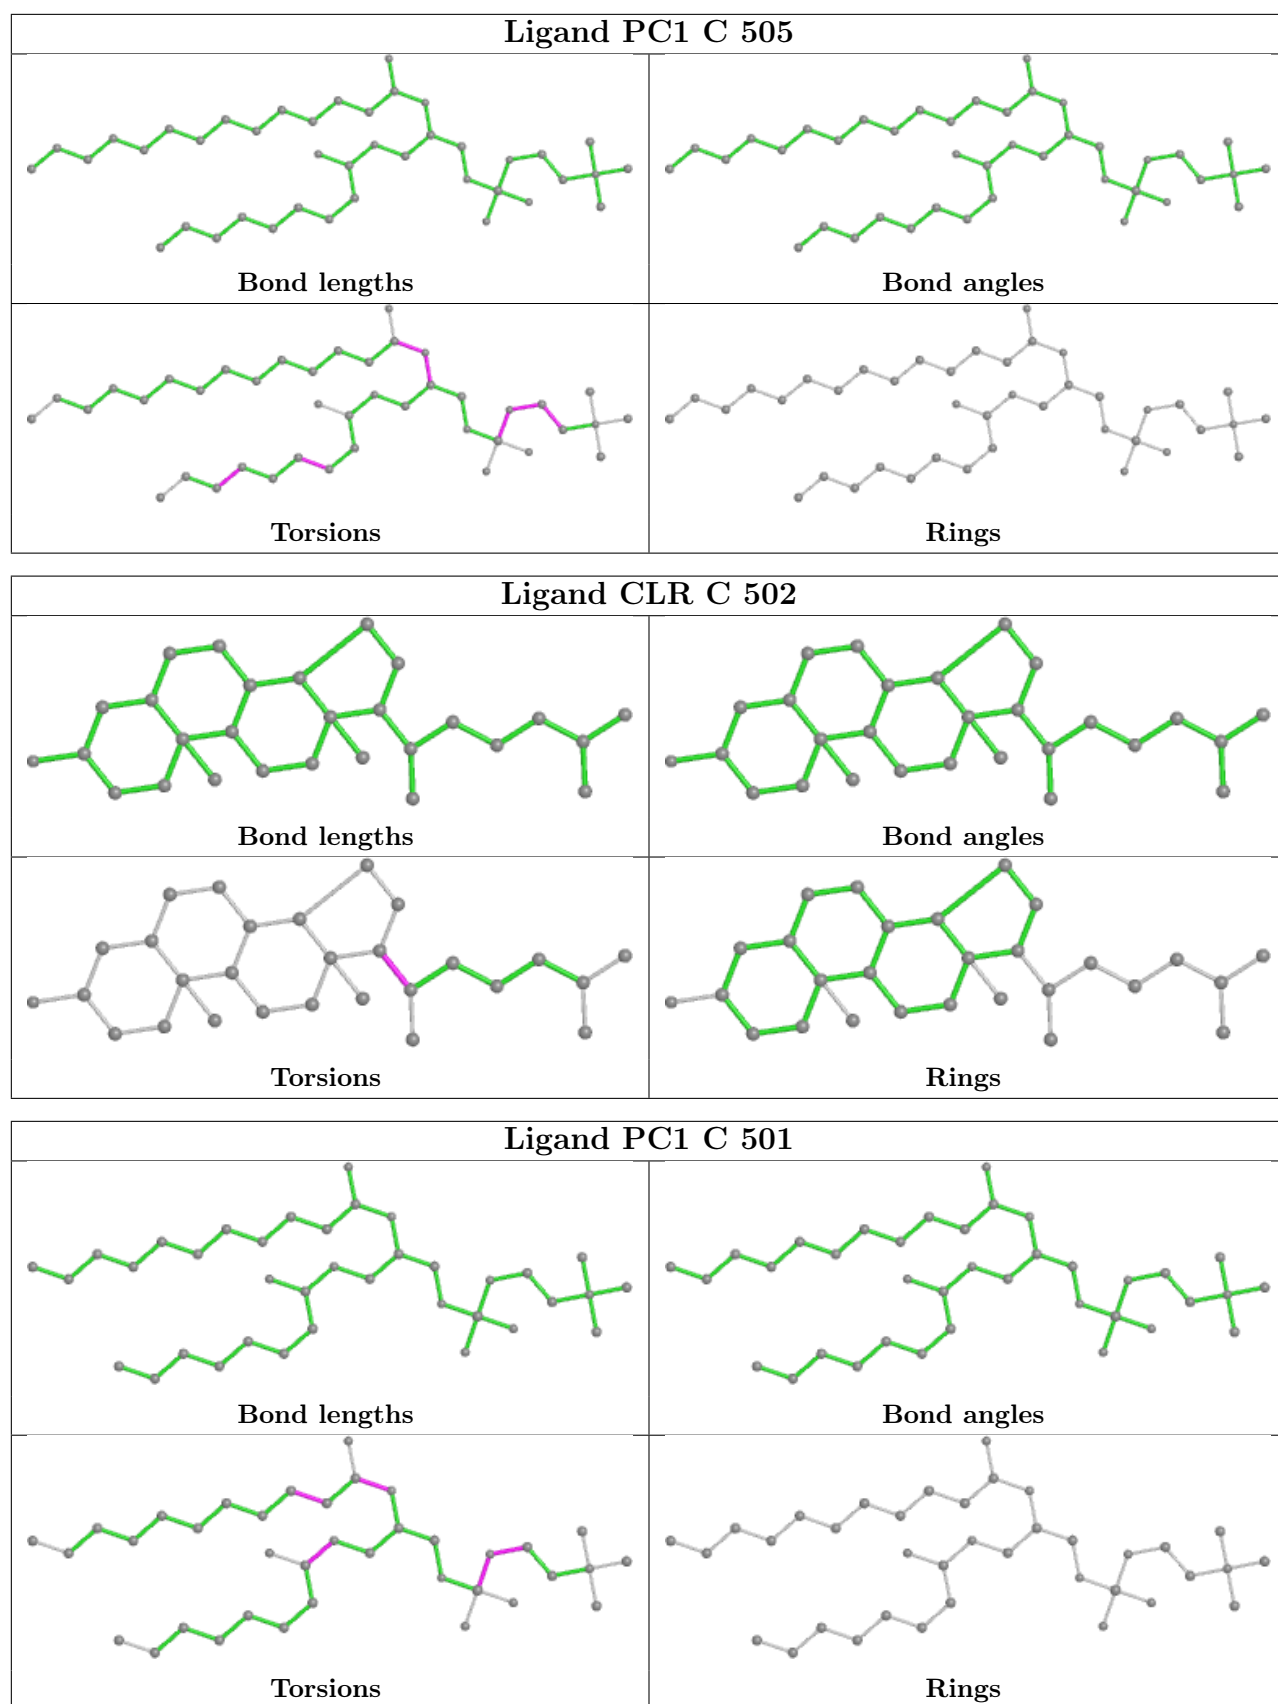 Ligand PC1 C 505
Bond lengths
Bond angles
Torsions
Rings
Ligand CLR C 502
Bond lengths
Bond angles
Torsions
Rings
Ligand PC1 C 501
Bond lengths
Bond angles
Torsions
Rings